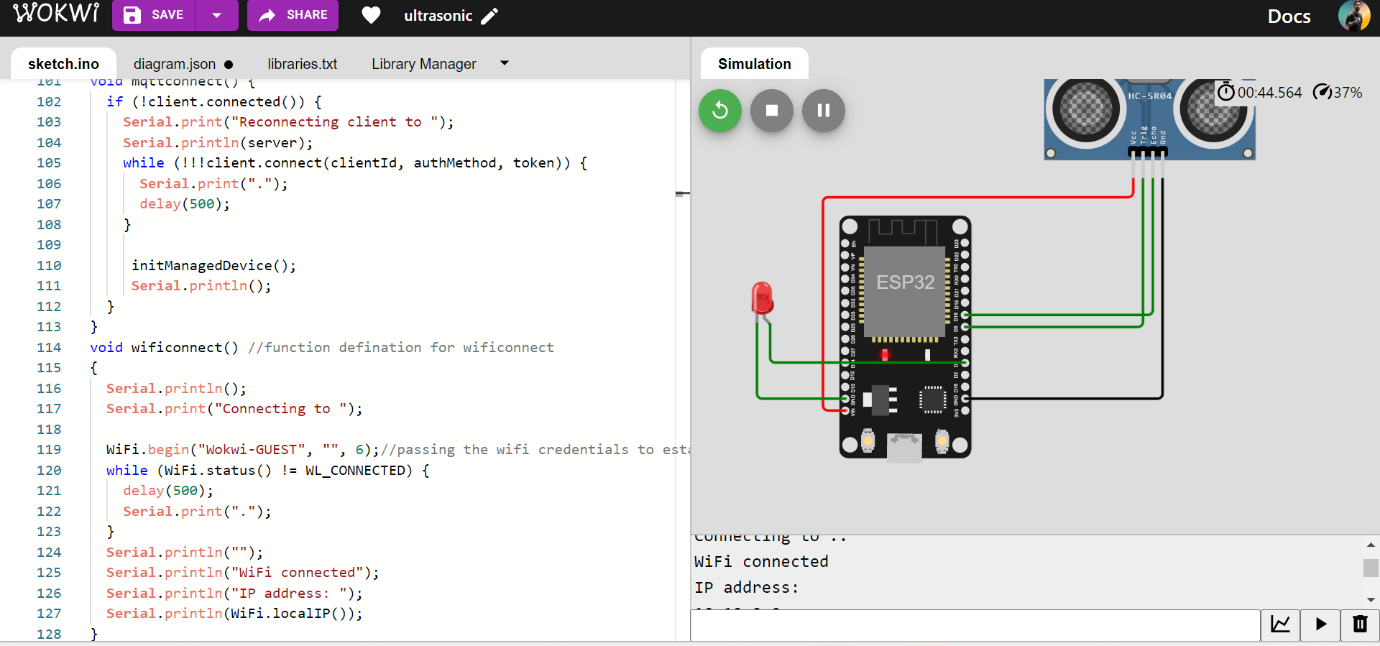 WOKWi
SAVE
SHARE
ultrasonic
Docs
sketch.ino
diagram.json
libraries.txt
Library Manager
101 void mqttconnect() {
102 if (!client.connected()) {
103 Serial.print("Reconnecting client to ");
104 Serial.println(server);
105 while (!!!client.connect(clientId, authMethod, token)) {
106 Serial.print(".");
107 delay(500);
108 }
109
110 initManagedDevice();
111 Serial.println();
112 }
113 }
114 void wificonnect() //function defination for wificonnect
115 {
116 Serial.println();
117 Serial.print("Connecting to ");
118
119 WiFi.begin("Wokwi-GUEST", "", 6);//passing the wifi credentials to esta
120 while (WiFi.status() != WL_CONNECTED) {
121 delay(500);
122 Serial.print(".");
123 }
124 Serial.println("");
125 Serial.println("WiFi connected");
126 Serial.println("IP address: ");
127 Serial.println(WiFi.localIP());
128 }
Simulation
00:44.564 37%
HC-SR04
Vcc
Trig
Echo
Gnd
ESP32
Connecting to ..
WiFi connected
IP address: